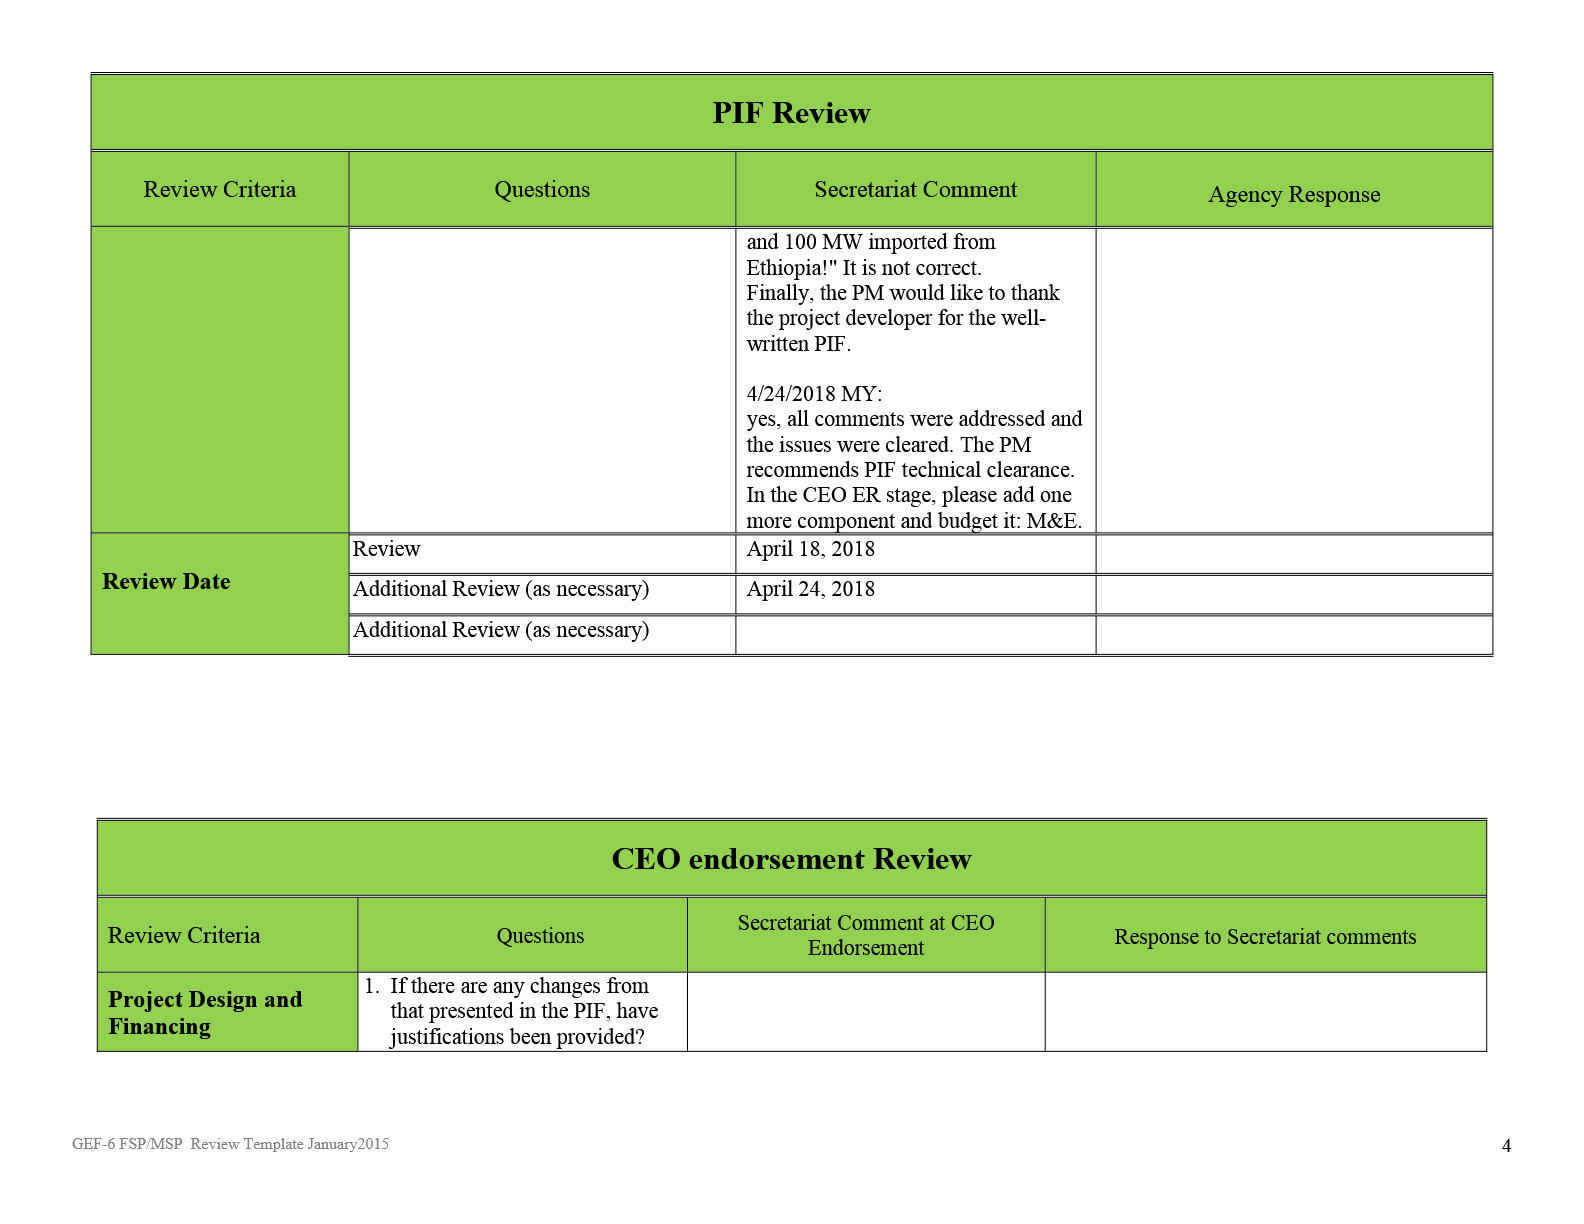 PIF Review
Review Criteria
Questions
Secretariat Comment
Agency Response
and 100 MW imported from
Ethiopia!" It is not correct.
Finally, the PM would like to thank
the project developer for the well-
written PIF.
4/24/2018 MY:
yes, all comments were addressed and
the issues were cleared. The PM
recommends PIF technical clearance.
In the CEO ER stage, please add one
more component and budget it: M&E.
Review Date
Review
April 18, 2018
Additional Review (as necessary)
April 24, 2018
Additional Review (as necessary)
CEO endorsement Review
Review Criteria
Questions
Secretariat Comment at CEO
Endorsement
Response to Secretariat comments
Project Design and
Financing
1. If there are any changes from
that presented in the PIF, have
justifications been provided?
GEF-6 FSP/MSP  Review Template January2015
4